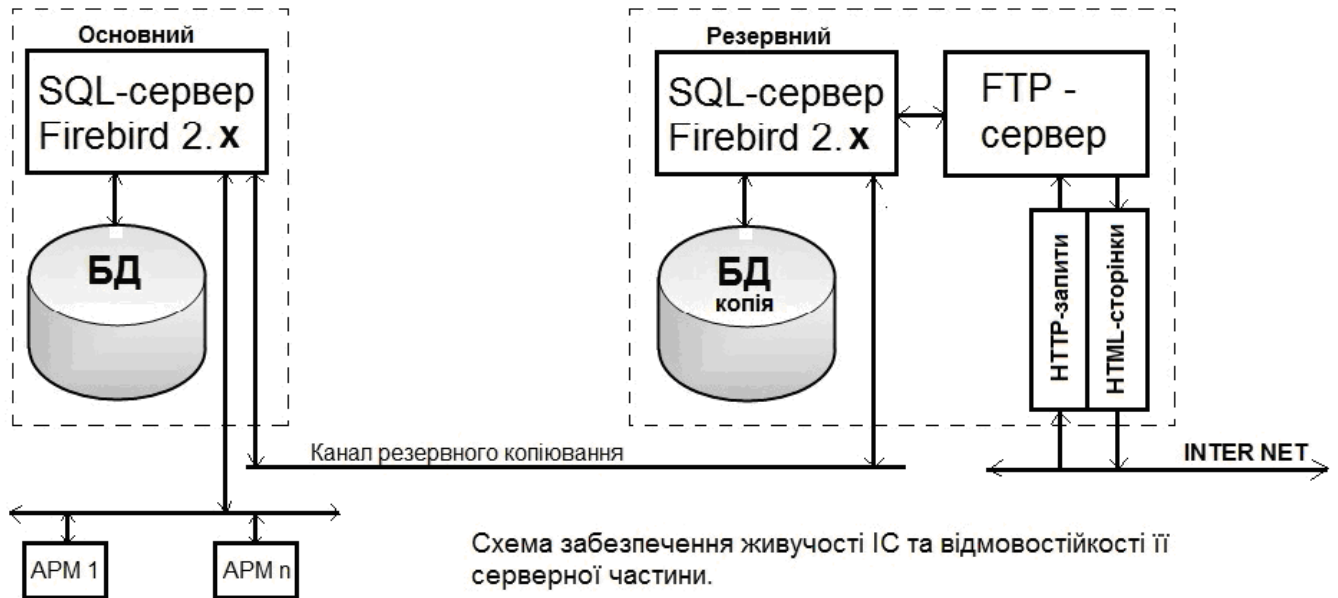 Основний
SQL-сервер
Firebird 2.x
БД
Резервний
SQL-сервер
Firebird 2.x
БД
копія
FTP -
сервер
HTTP-запити
HTML-сторінки
Канал резервного копіювання
INTER NET
АРМ 1
АРМ n
Схема забезпечення живучості ІС та відмовостійкості її
серверної частини.